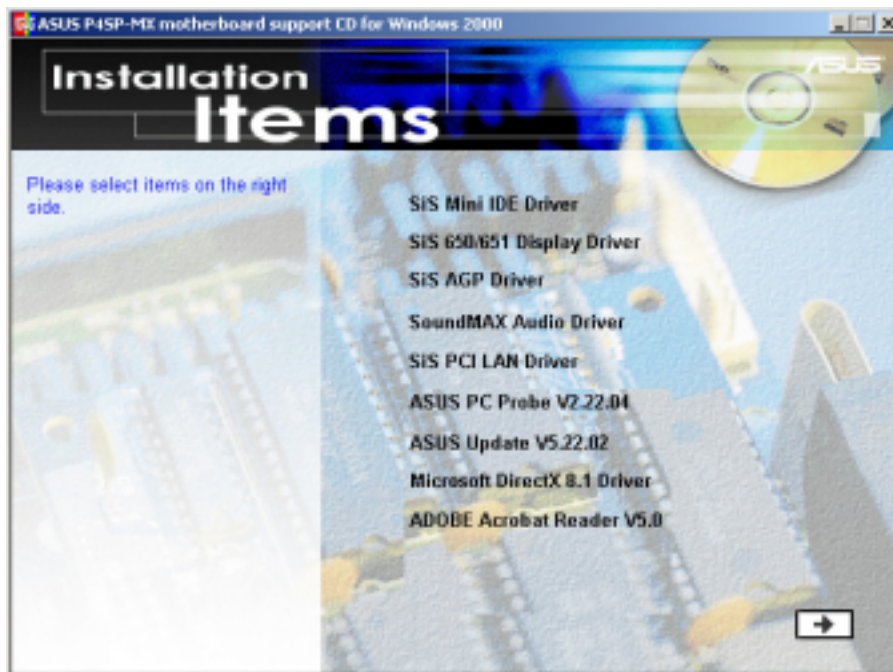 ASUS P4SP-MX motherboard support CD for Windows 2000
Installation
Items
ASUS
Please select items on the right
side.
SiS Mini IDE Driver
SiS 650/651 Display Driver
SiS AGP Driver
SoundMAX Audio Driver
SiS PCI LAN Driver
ASUS PC Probe V2.22.04
ASUS Update V5.22.02
Microsoft DirectX 8.1 Driver
ADOBE Acrobat Reader V5.0